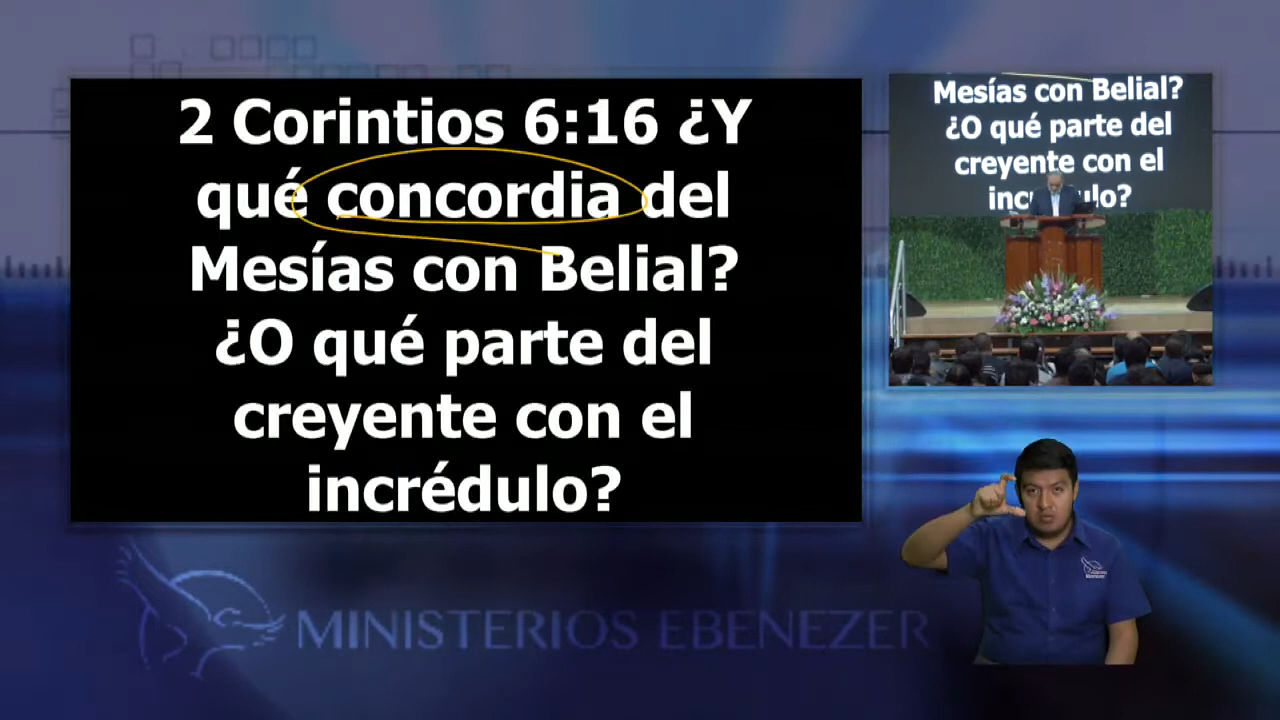 2 Corintios 6:16 ¿Y
qué concordia del
Mesías con Belial?
¿O qué parte del
creyente con el
incrédulo?
Mesías con Belial?
¿O qué parte del
creyente con el
MINISTERIOS EBENEZER